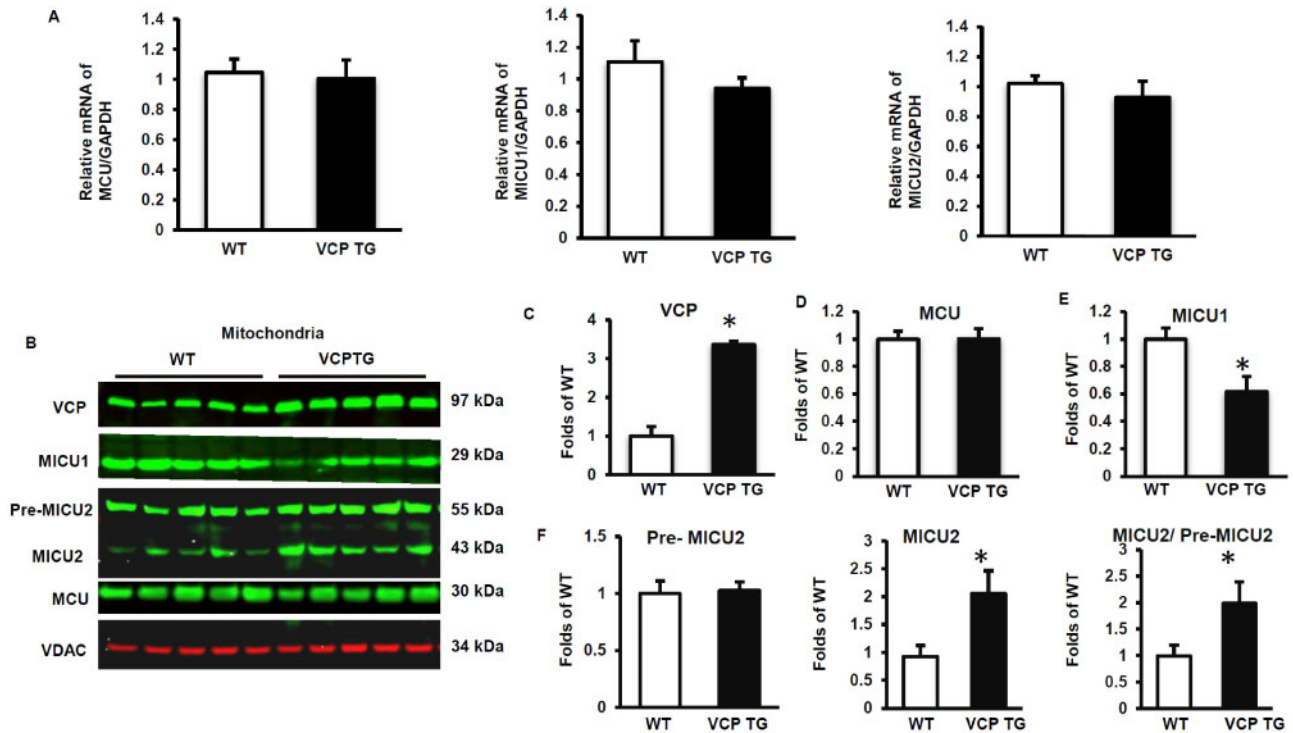 A
1.4
1.2
1
0.8
0.6
0.4
0.2
0
Relative mRNA of
MCU/GAPDH
WT
VCP TG
1.4
1.2
1
0.8
0.6
0.4
0.2
0
Relative mRNA of
MICU1/GAPDH
WT
VCP TG
1.4
1.2
1
0.8
0.6
0.4
0.2
0
Relative mRNA of
MICU2/GAPDH
WT
VCP TG
B
Mitochondria
WT
VCPTG
VCP
97 kDa
MICU1
29 kDa
Pre-MICU2
55 kDa
MICU2
43 kDa
MCU
30 kDa
VDAC
34 kDa
C
VCP
5
4
3
2
1
0
Folds of WT
*
WT
VCP TG
D
MCU
1.2
1
0.8
0.6
0.4
0.2
0
Folds of WT
WT
VCP TG
E
MICU1
1.2
1
0.8
0.6
0.4
0.2
0
Folds of WT
*
WT
VCP TG
F
Pre- MICU2
1.5
1
0.5
0
Folds of WT
WT
VCP TG
MICU2
3
2.5
2
1.5
1
0.5
0
Folds of WT
*
WT
VCP TG
MICU2/ Pre-MICU2
3
2.5
2
1.5
1
0.5
0
Folds of WT
*
WT
VCP TG